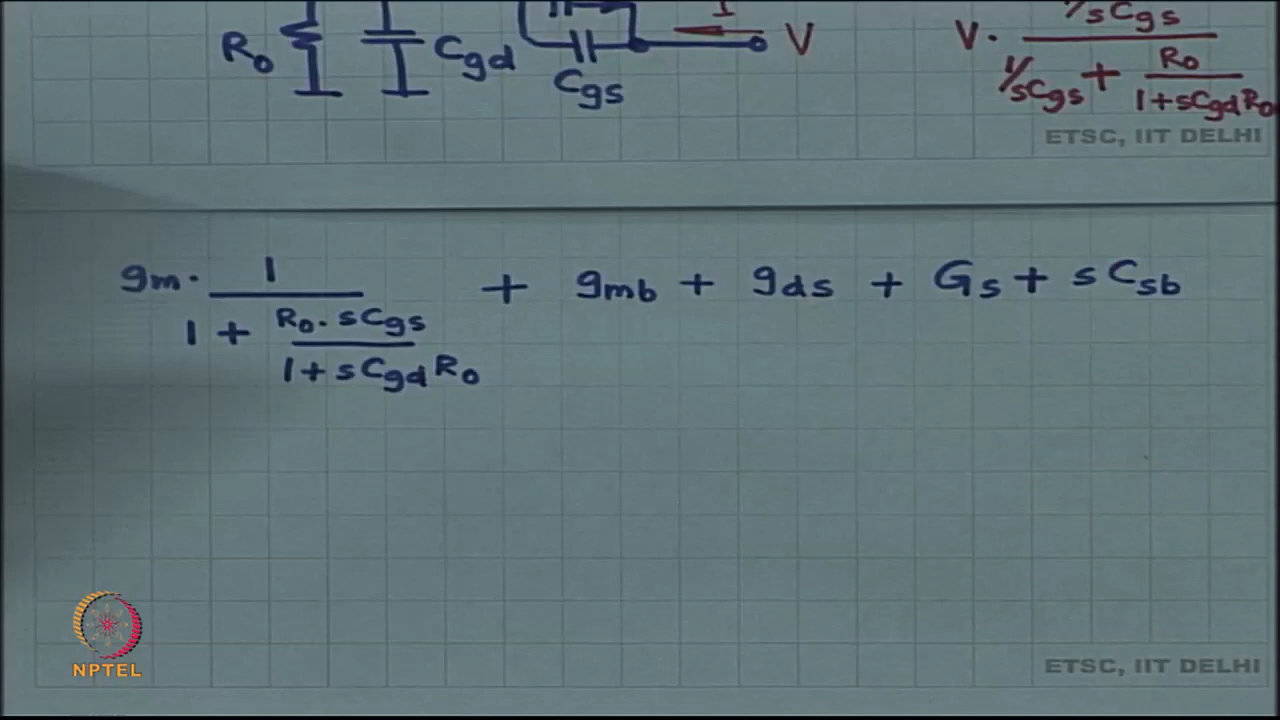 R₀ Cgd Cgs I V V · 1/sCgs / (1/sCgs + R₀/(1+sCgdR₀))
ETSC, IIT DELHI
gm · 1 / (1 + R₀·sCgs/(1+sCgdR₀)) + gmb + gds + Gs + sCsb
NPTEL
ETSC, IIT DELHI